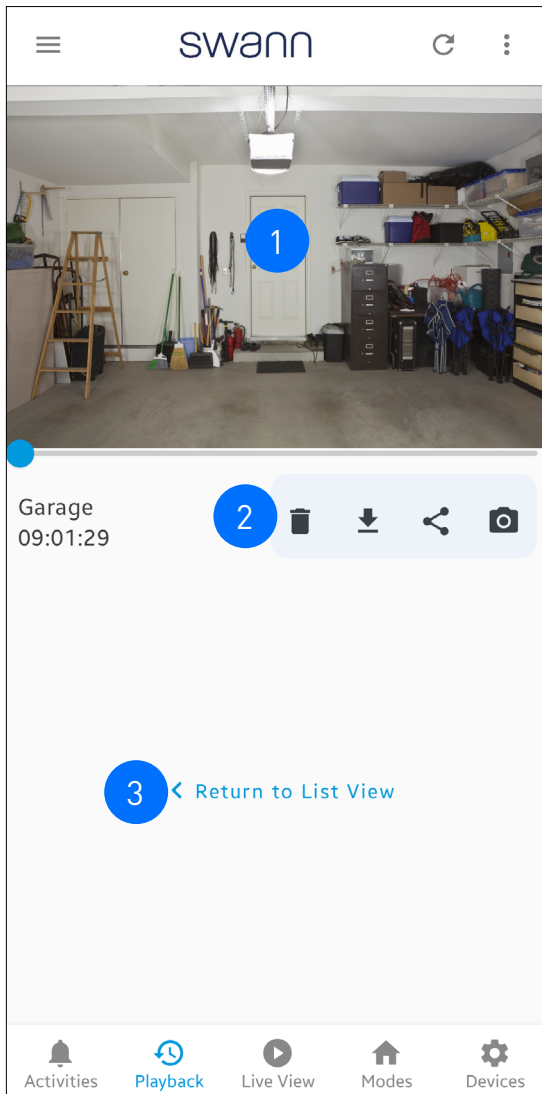 swann
1
Garage
09:01:29
2
3
Return to List View
Activities
Playback
Live View
Modes
Devices